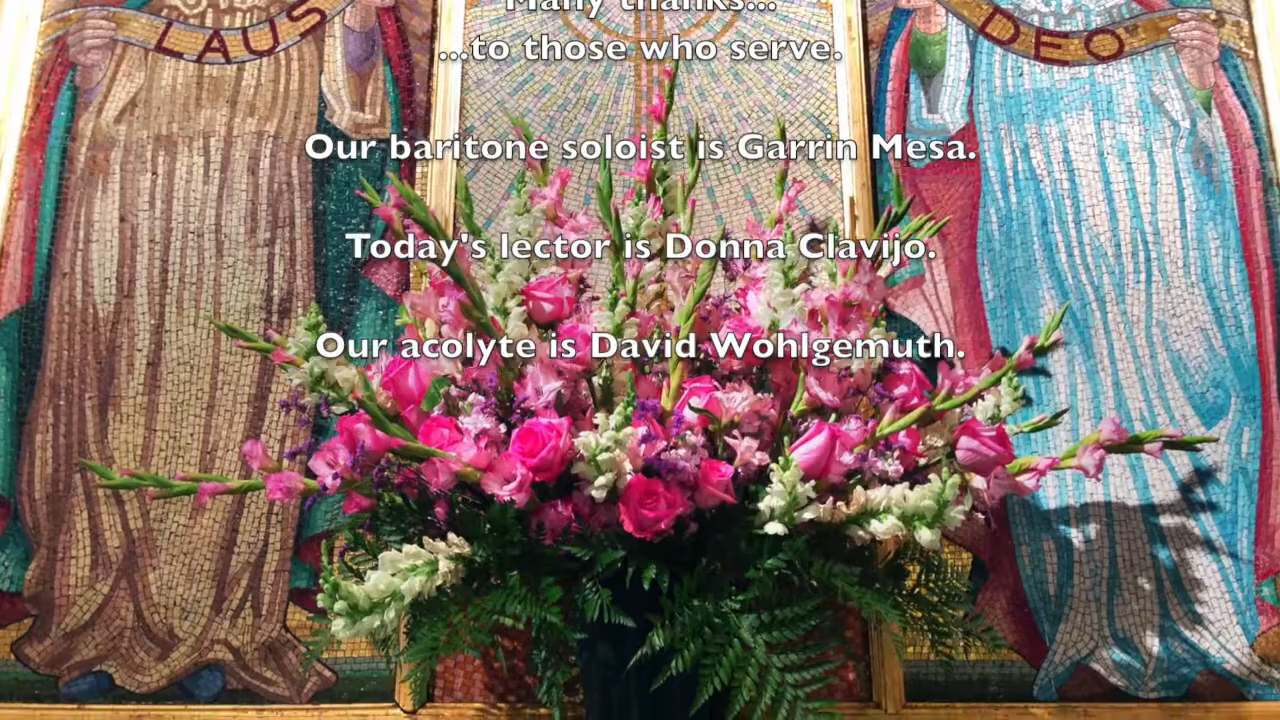 Many thanks...
...to those who serve.
LAUS
DEO
Our baritone soloist is Garrin Mesa.
Today's lector is Donna Clavijo.
Our acolyte is David Wohlgemuth.